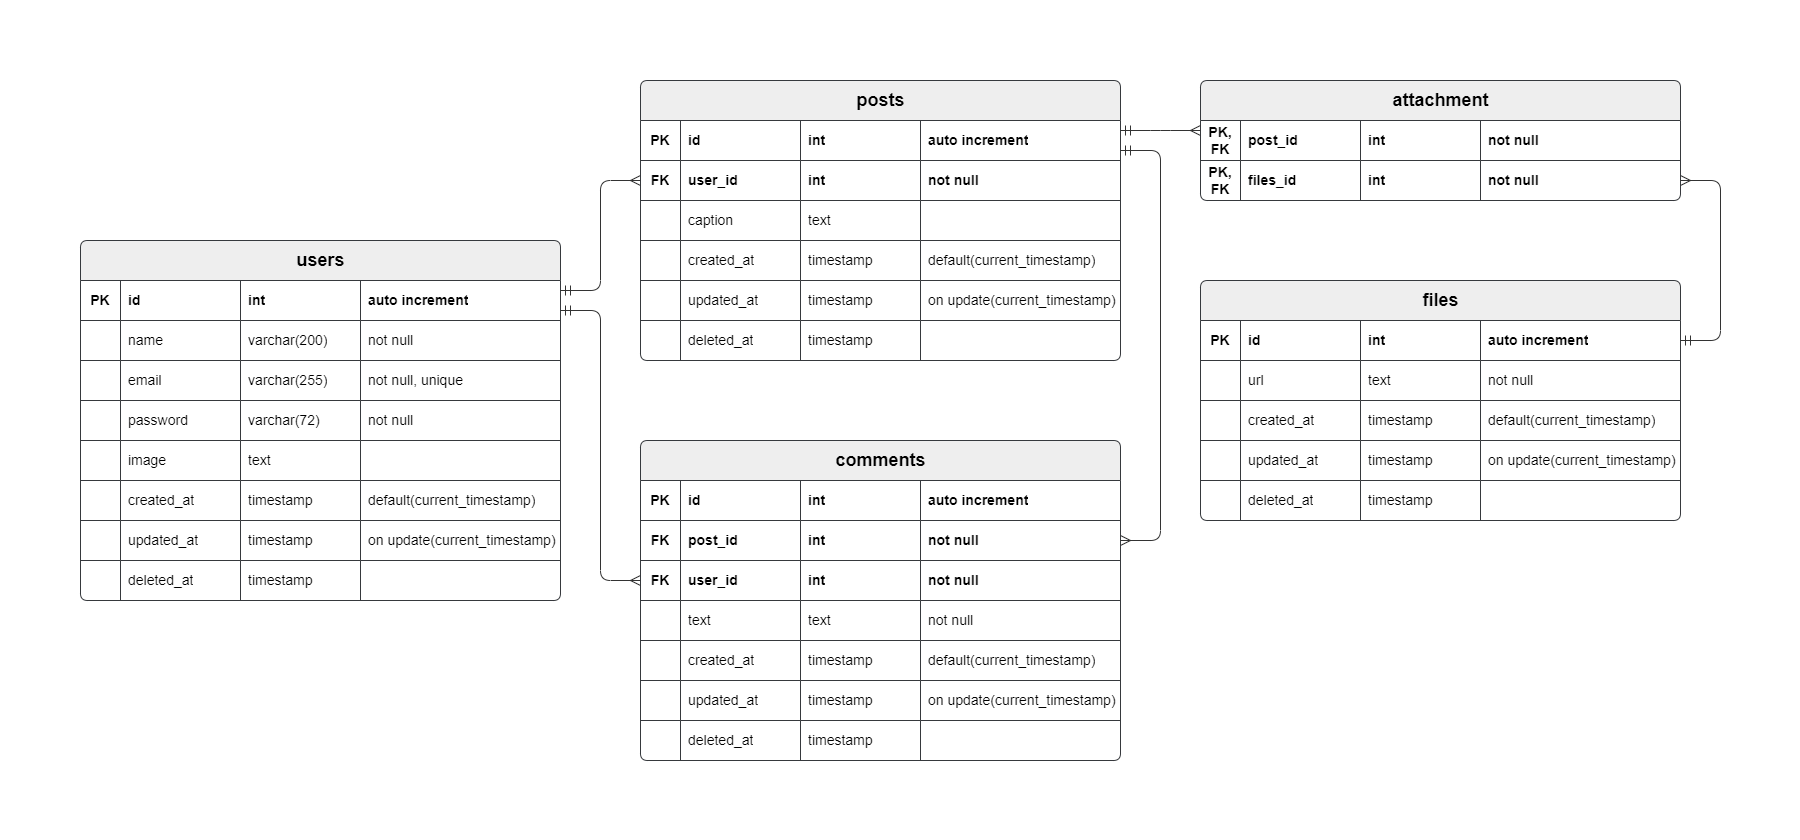 users
PK id int auto increment
name varchar(200) not null
email varchar(255) not null, unique
password varchar(72) not null
image text
created_at timestamp default(current_timestamp)
updated_at timestamp on update(current_timestamp)
deleted_at timestamp
posts
PK id int auto increment
FK user_id int not null
caption text
created_at timestamp default(current_timestamp)
updated_at timestamp on update(current_timestamp)
deleted_at timestamp
comments
PK id int auto increment
FK post_id int not null
FK user_id int not null
text text not null
created_at timestamp default(current_timestamp)
updated_at timestamp on update(current_timestamp)
deleted_at timestamp
attachment
PK, FK post_id int not null
PK, FK files_id int not null
files
PK id int auto increment
url text not null
created_at timestamp default(current_timestamp)
updated_at timestamp on update(current_timestamp)
deleted_at timestamp